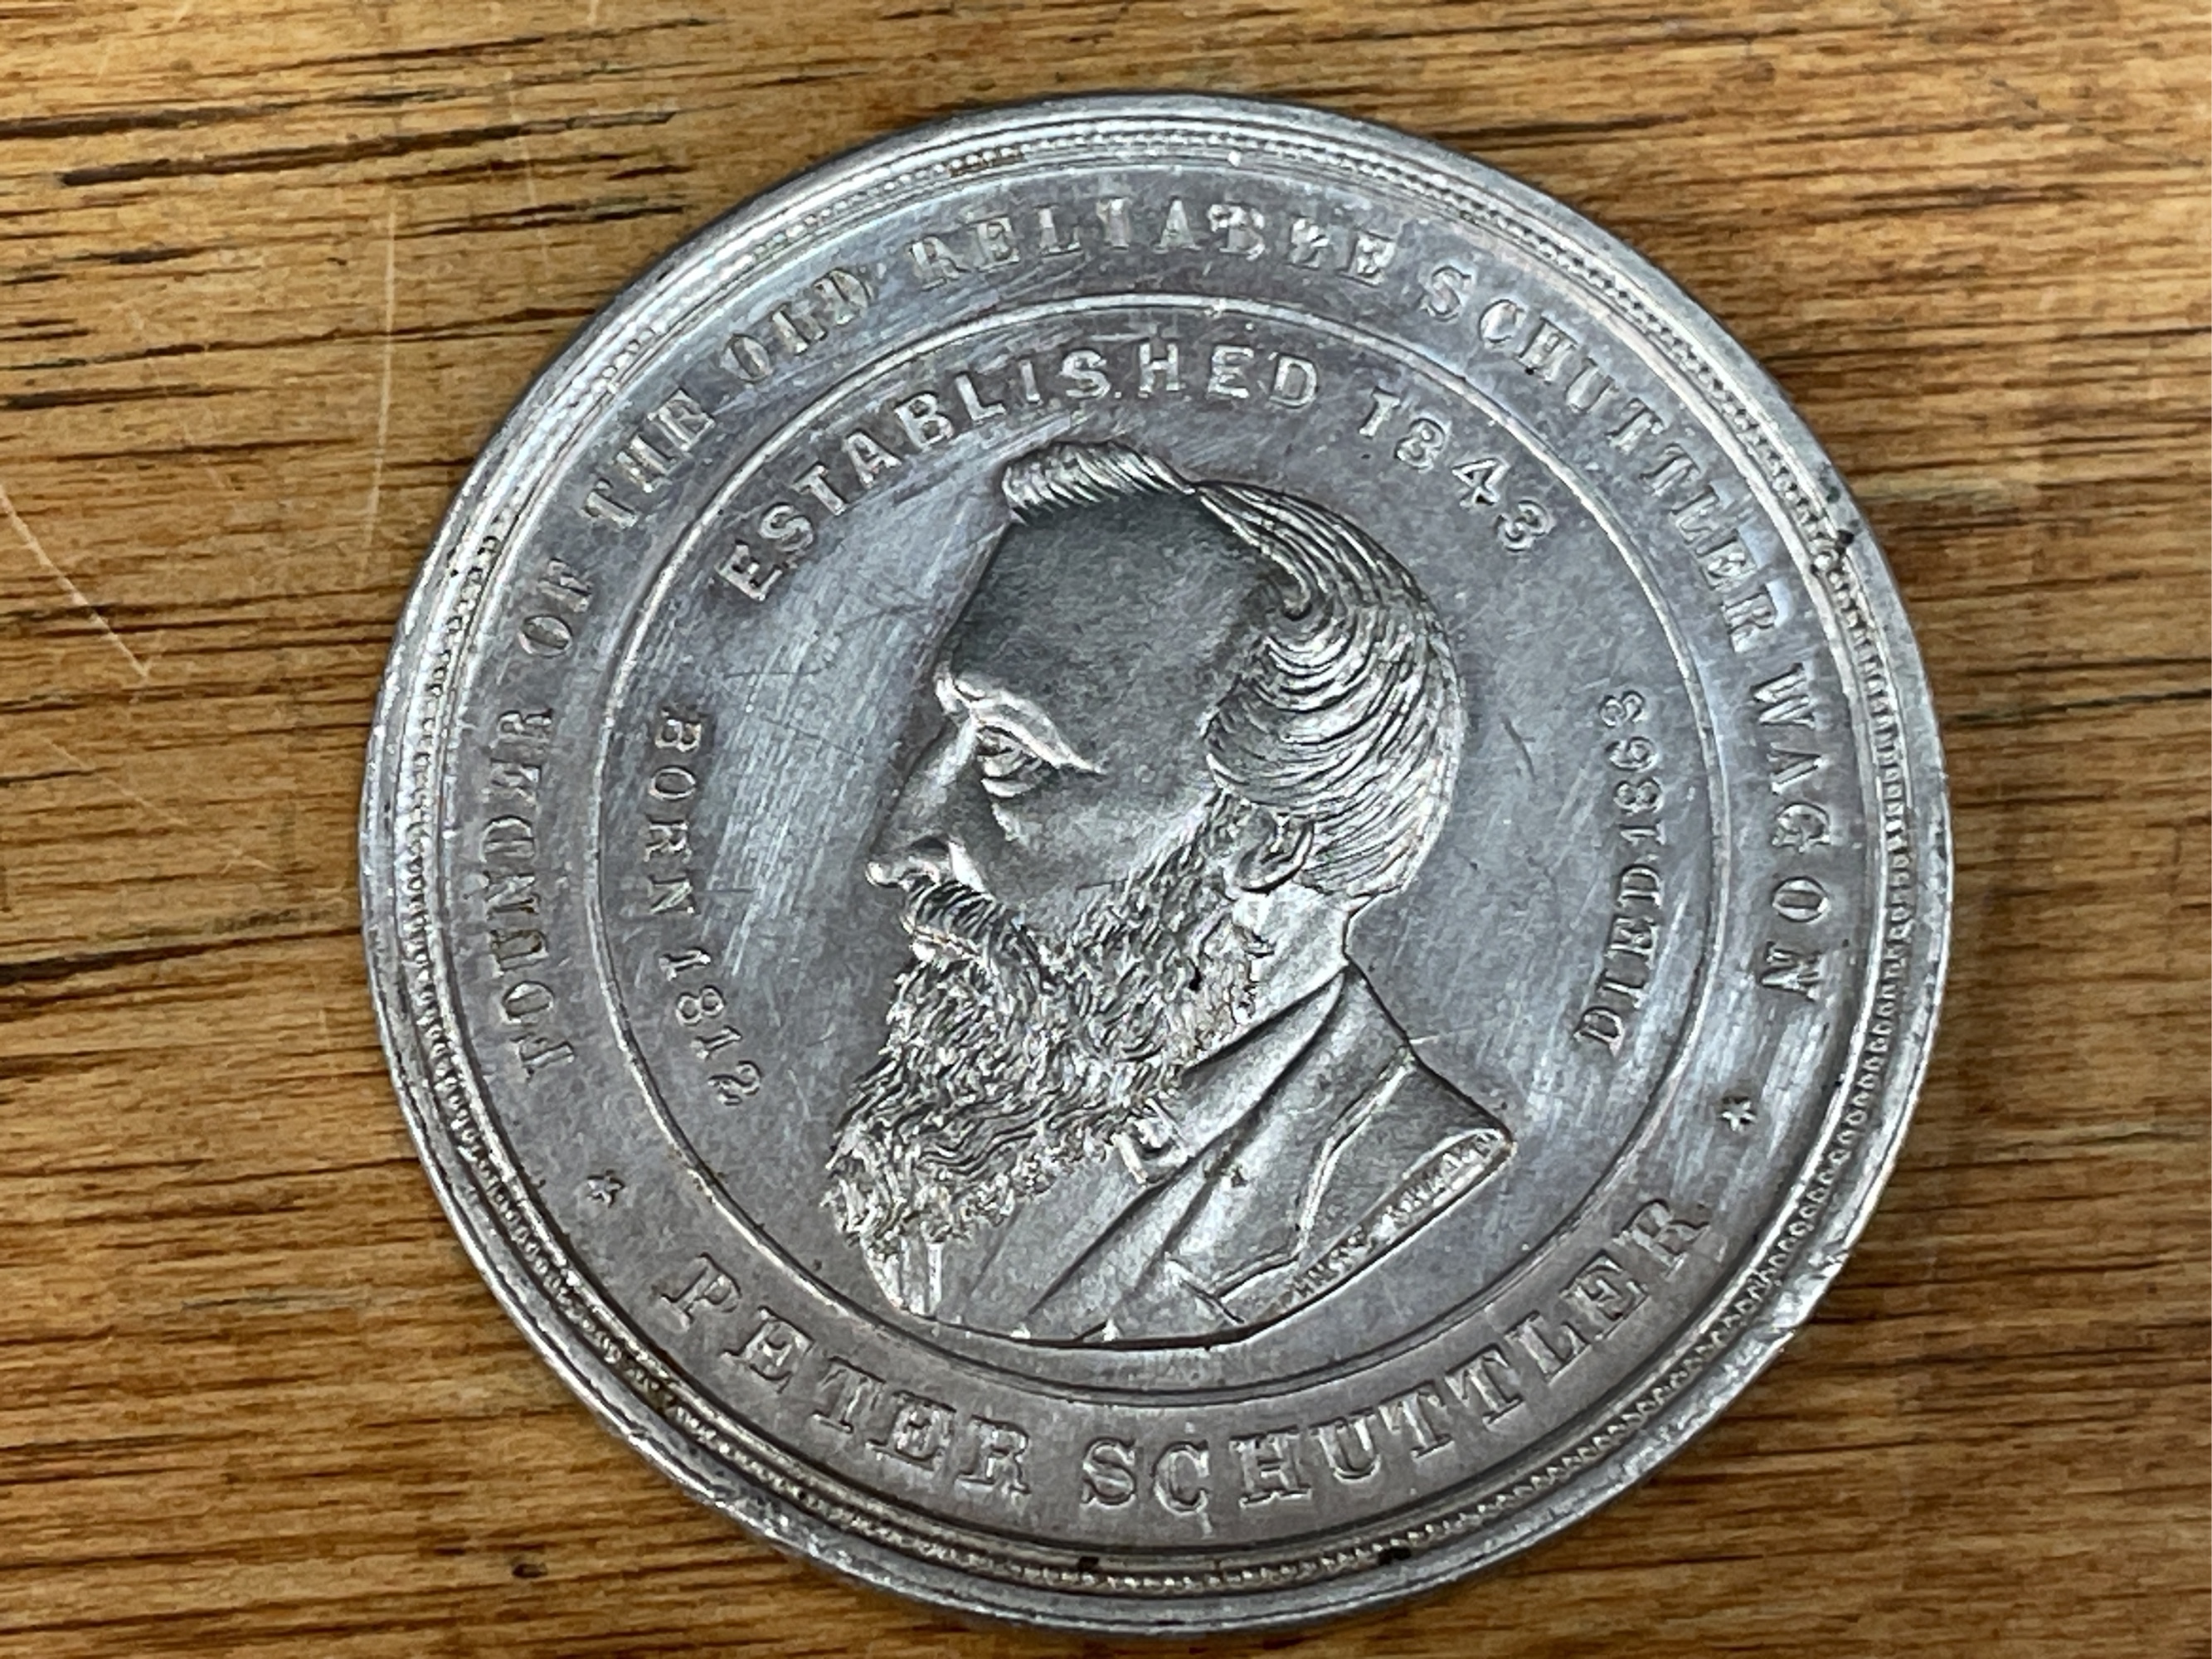 FOUNDER OF THE OLD RELIABLE SCHUTTLER WAGON
ESTABLISHED 1843
BORN 1812
DIED 1863
* PETER SCHUTTLER *